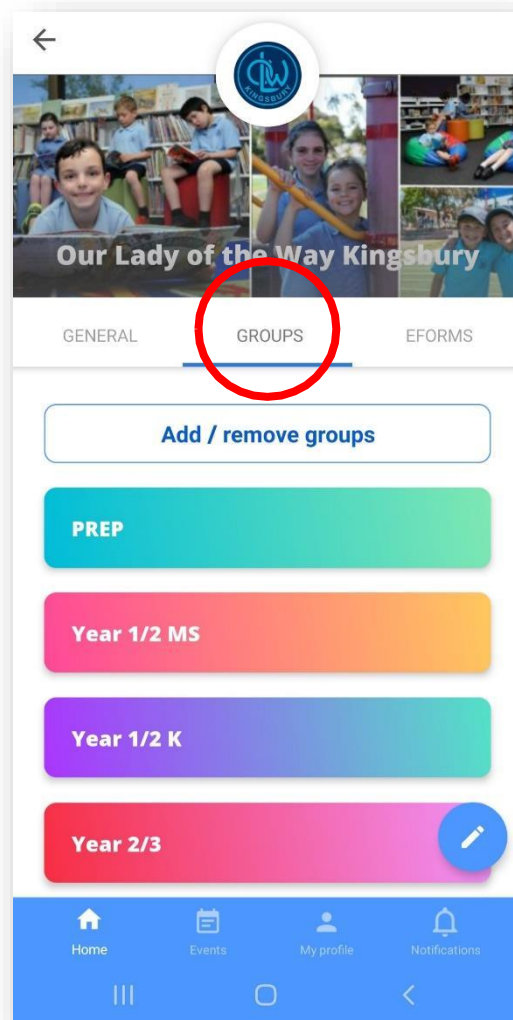 OLW
KINGSBURY
Our Lady of the Way Kingsbury
GENERAL GROUPS EFORMS
Add / remove groups
PREP
Year 1/2 MS
Year 1/2 K
Year 2/3
Home Events My profile Notifications